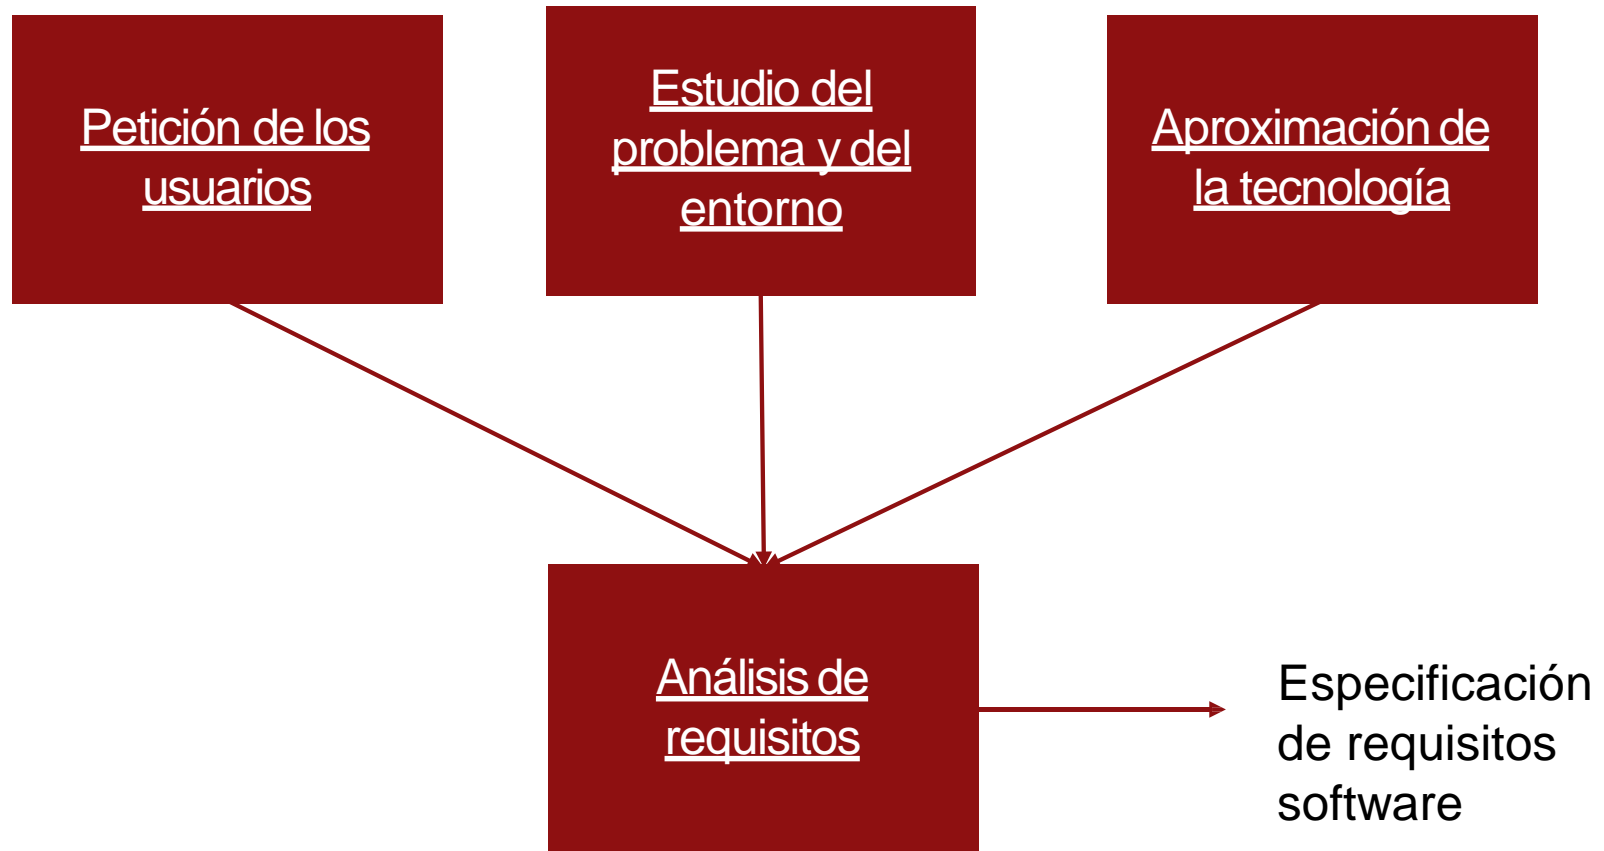 Petición de los
usuarios
Estudio del
problema y del
entorno
Aproximación de
la tecnología
Análisis de
requisitos
Especificación
de requisitos
software